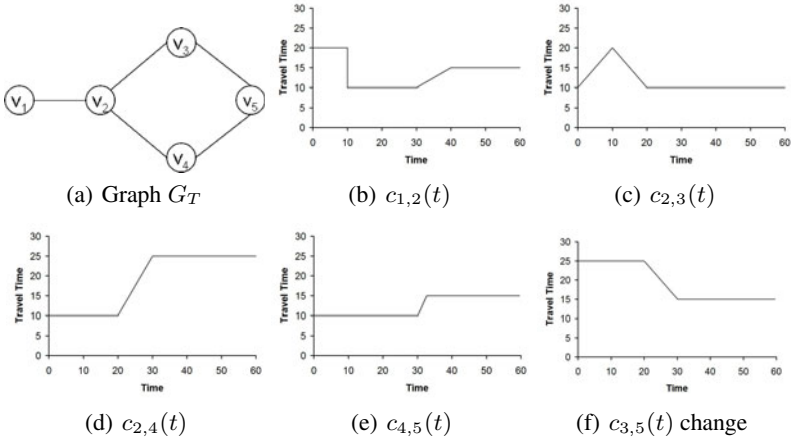 v1
v2
v3
v4
v5
(a) Graph G_T
Travel Time
30
25
20
15
10
5
0
0 10 20 30 40 50 60
Time
(b) c_{1,2}(t)
Travel Time
30
25
20
15
10
5
0
0 10 20 30 40 50 60
Time
(c) c_{2,3}(t)
Travel Time
30
25
20
15
10
5
0
0 10 20 30 40 50 60
Time
(d) c_{2,4}(t)
Travel Time
30
25
20
15
10
5
0
0 10 20 30 40 50 60
Time
(e) c_{4,5}(t)
Travel Time
30
25
20
15
10
5
0
0 10 20 30 40 50 60
Time
(f) c_{3,5}(t) change